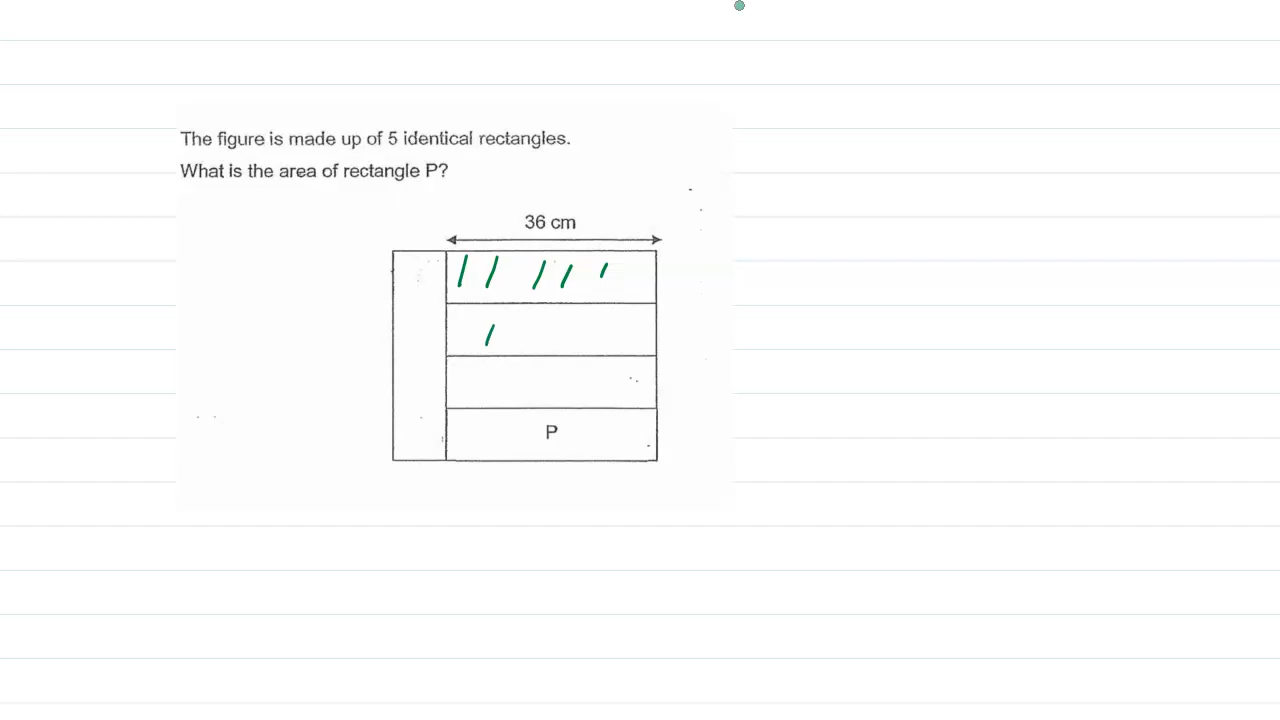 The figure is made up of 5 identical rectangles.
What is the area of rectangle P?
36 cm
P